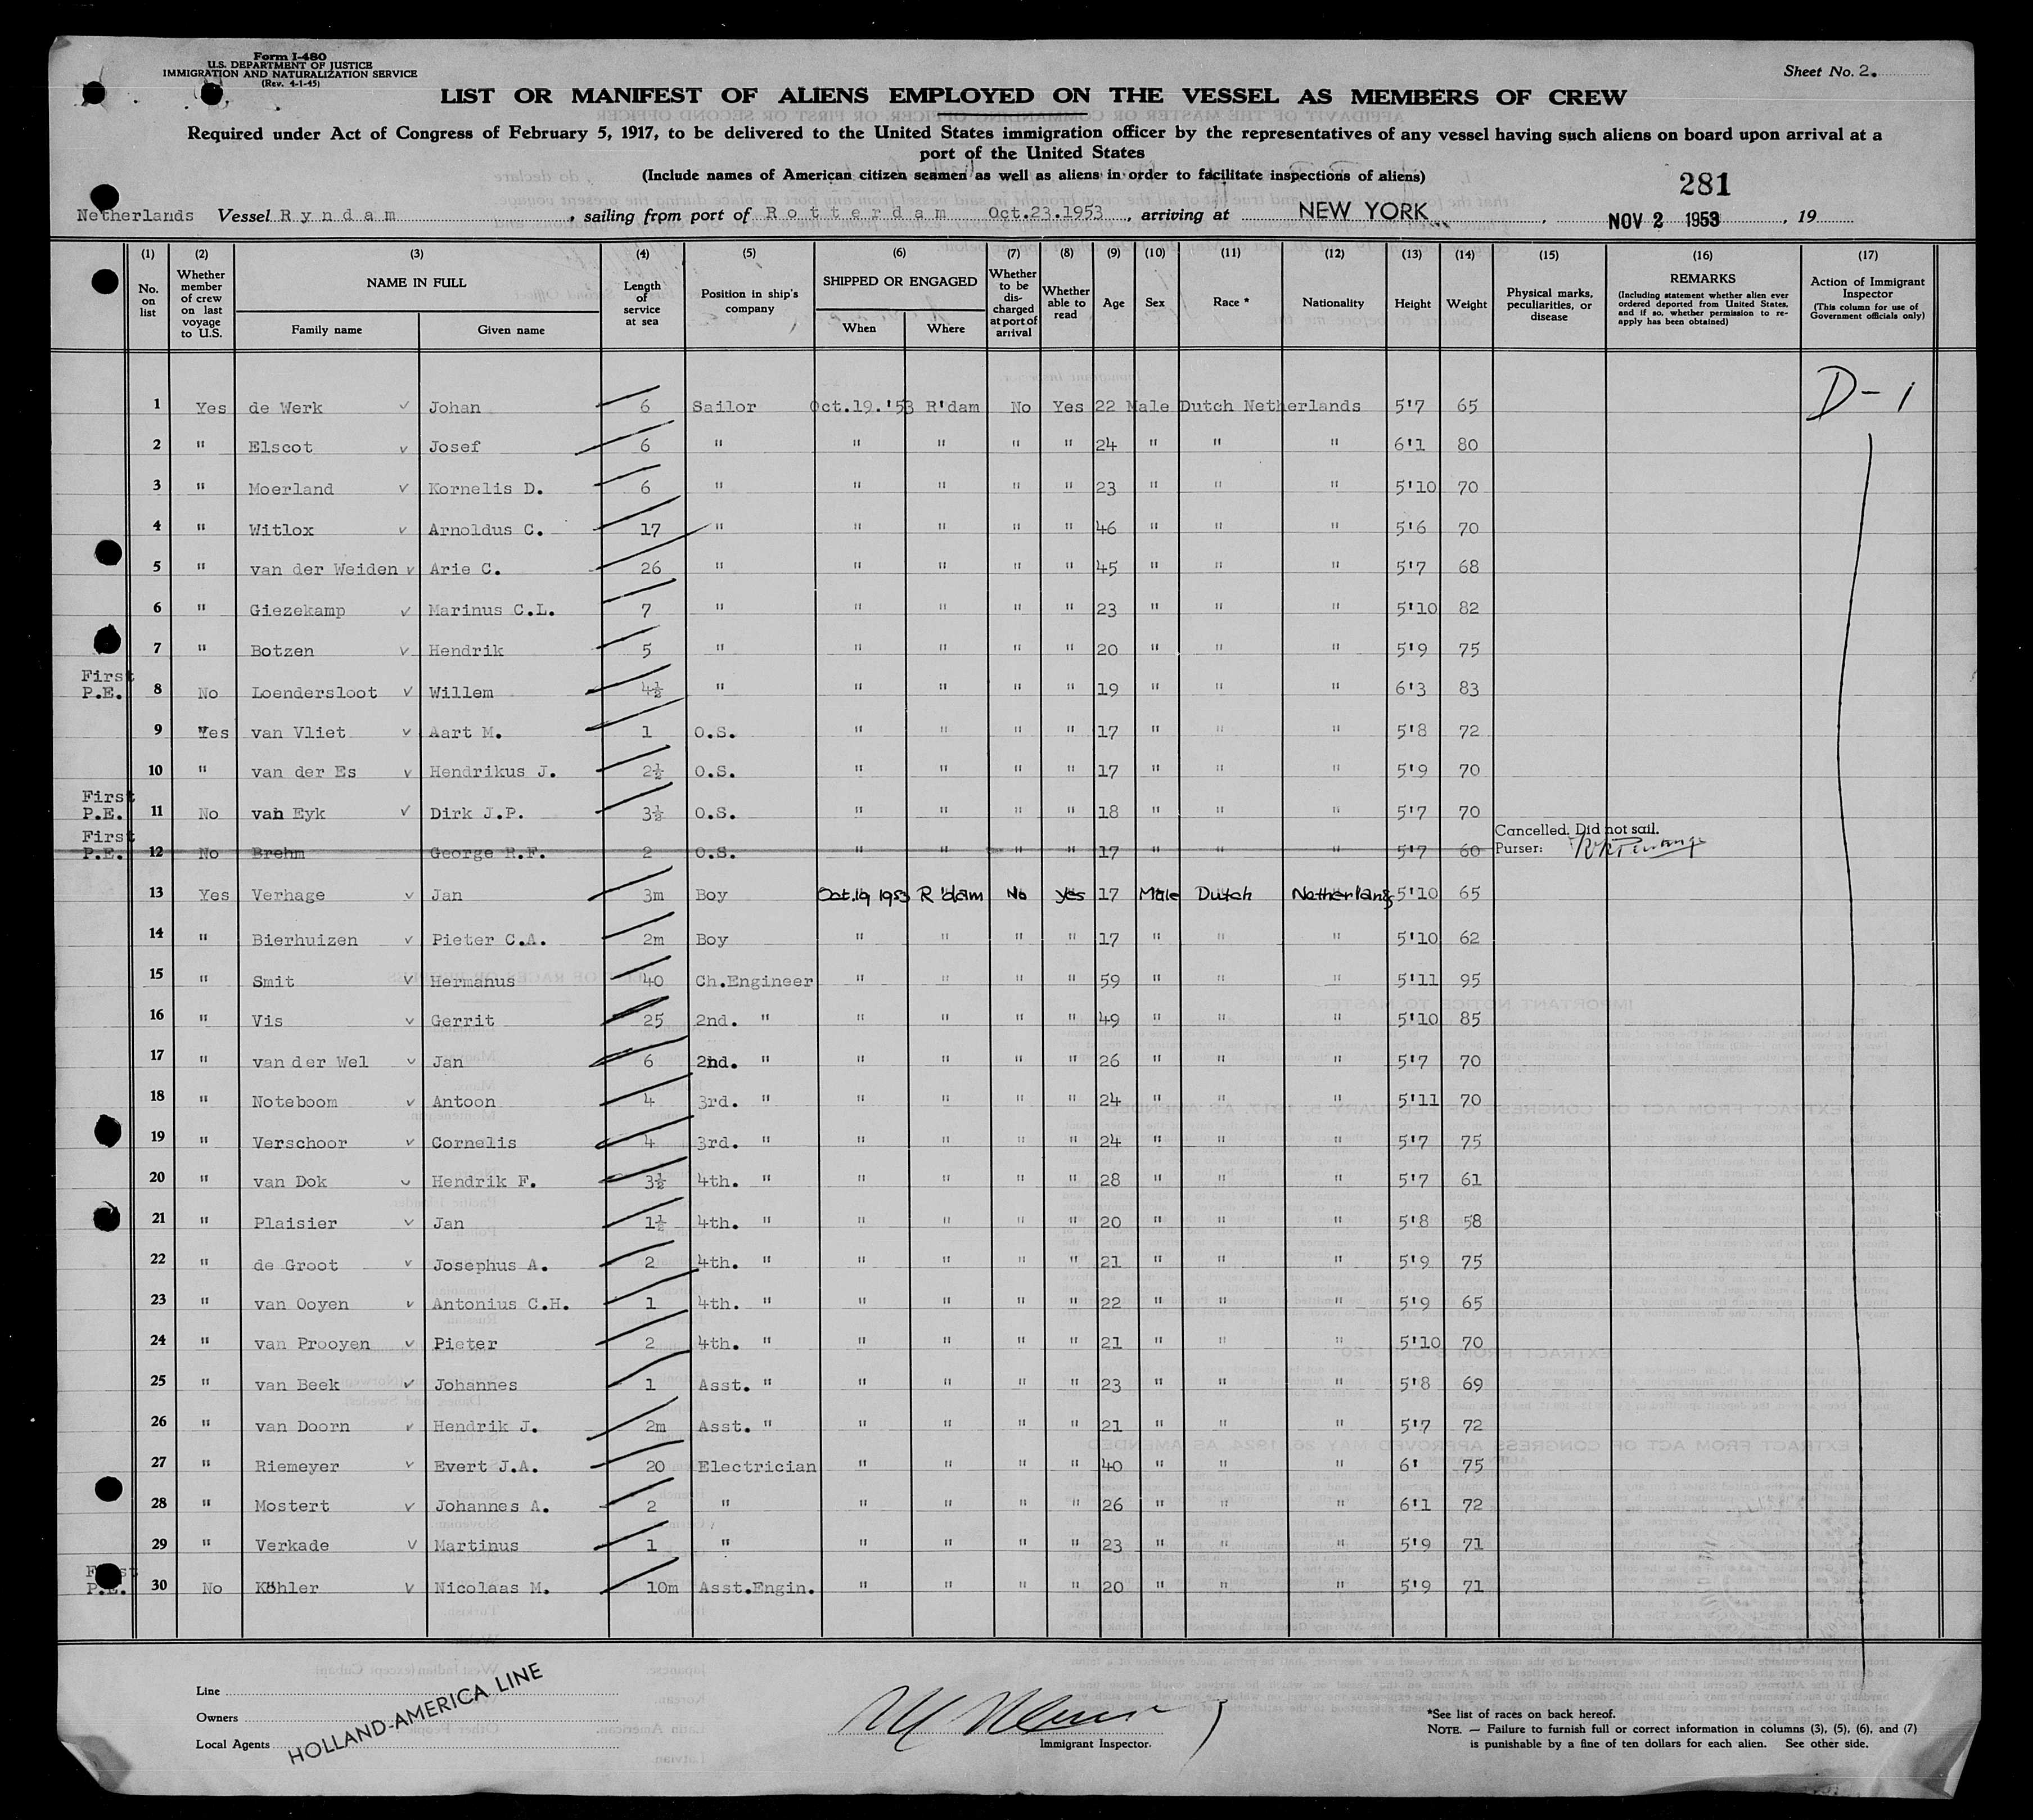 Form I-480
U.S. DEPARTMENT OF JUSTICE
IMMIGRATION AND NATURALIZATION SERVICE
(Rev. 4-1-45)
Sheet No. 2.
LIST OR MANIFEST OF ALIENS EMPLOYED ON THE VESSEL AS MEMBERS OF CREW
Required under Act of Congress of February 5, 1917, to be delivered to the United States immigration officer by the representatives of any vessel having such aliens on board upon arrival at a
port of the United States
(Include names of American citizen seamen as well as aliens in order to facilitate inspections of aliens)
281
Netherlands Vessel Ryndam, sailing from port of Rotterdam Oct.23.1953, arriving at NEW YORK, NOV 2 1953, 19
(1) (2) (3) (4) (5) (6) (7) (8) (9) (10) (11) (12) (13) (14) (15) (16) (17)
No. on list
Whether member of crew on last voyage to U.S.
NAME IN FULL
Family name Given name
Length of service at sea
Position in ship's company
SHIPPED OR ENGAGED
When Where
Whether to be discharged at port of arrival
Whether able to read
Age
Sex
Race *
Nationality
Height
Weight
Physical marks, peculiarities, or disease
REMARKS
(Including statement whether alien ever ordered deported from United States, and if so, whether permission to reapply has been obtained)
Action of Immigrant Inspector
(This column for use of Government officials only)
D-1
1 Yes de Werk v Johan 6 Sailor Oct.19.'53 R'dam No Yes 22 Male Dutch Netherlands 5'7 65
2 " Elscot v Josef 6 " " " " " 24 " " " 6'1 80
3 " Moerland v Kornelis D. 6 " " " " " 23 " " " 5'10 70
4 " Witlox v Arnoldus C. 17 " " " " " 46 " " " 5'6 70
5 " van der Weiden v Arie C. 26 " " " " " 45 " " " 5'7 68
6 " Giezekamp v Marinus C.L. 7 " " " " " 23 " " " 5'10 82
7 " Botzen v Hendrik 5 " " " " " 20 " " " 5'9 75
First P.E. 8 No Loendersloot v Willem 4½ " " " " " 19 " " " 6'3 83
9 Yes van Vliet v Aart M. 1 O.S. " " " " 17 " " " 5'8 72
10 " van der Es v Hendrikus J. 2½ O.S. " " " " 17 " " " 5'9 70
First P.E. 11 No van Eyk v Dirk J.P. 3½ O.S. " " " " 18 " " " 5'7 70
First P.E. 12 No Brehm George R.F. 2 O.S. " " " " 17 " " " 5'7 60 Cancelled. Did not sail.
Purser:
13 Yes Verhage v Jan 3m Boy Oct.19 1953 R'dam No Yes 17 Male Dutch Netherlands 5'10 65
14 " Bierhuizen v Pieter C.A. 2m Boy " " " " 17 " " " 5'10 62
15 " Smit v Hermanus 40 Ch.Engineer " " " " 59 " " " 5'11 95
16 " Vis v Gerrit 25 2nd. " " " " " 49 " " " 5'10 85
17 " van der Wel v Jan 6 2nd. " " " " " 26 " " " 5'7 70
18 " Noteboom v Antoon 4 3rd. " " " " " 24 " " " 5'11 70
19 " Verschoor v Cornelis 4 3rd. " " " " " 24 " " " 5'7 75
20 " van Dok v Hendrik F. 3½ 4th. " " " " " 28 " " " 5'7 61
21 " Plaisier v Jan 1½ 4th. " " " " " 20 " " " 5'8 58
22 " de Groot v Josephus A. 2 4th. " " " " " 21 " " " 5'9 75
23 " van Ooyen v Antonius C.H. 1 4th. " " " " " 22 " " " 5'9 65
24 " van Prooyen v Pieter 2 4th. " " " " " 21 " " " 5'10 70
25 " van Beek v Johannes 1 Asst. " " " " " 23 " " " 5'8 69
26 " van Doorn v Hendrik J. 2m Asst. " " " " " 21 " " " 5'7 72
27 " Riemeyer v Evert J.A. 20 Electrician " " " " 40 " " " 6' 75
28 " Mostert v Johannes A. 2 " " " " " 26 " " " 6'1 72
29 " Verkade v Martinus 1 " " " " " 23 " " " 5'9 71
First P.E. 30 No Köhler v Nicolaas M. 10m Asst.Engin. " " " " 20 " " " 5'9 71
Line
Owners
Local Agents
HOLLAND-AMERICA LINE
Immigrant Inspector.
*See list of races on back hereof.
NOTE. — Failure to furnish full or correct information in columns (3), (5), (6), and (7)
is punishable by a fine of ten dollars for each alien. See other side.